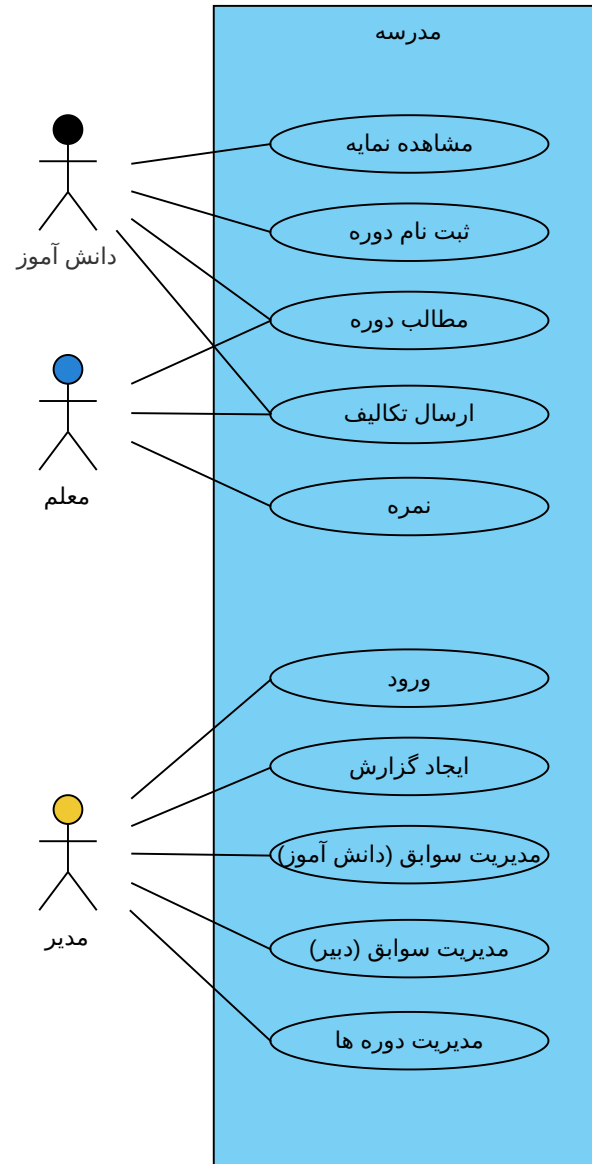 مدرسه
مشاهده نمایه
ثبت نام دوره
دانش آموز
مطالب دوره
ارسال تکالیف
معلم
نمره
ورود
ایجاد گزارش
مدیریت سوابق (دانش آموز)
مدیر
مدیریت سوابق (دبیر)
مدیریت دوره ها